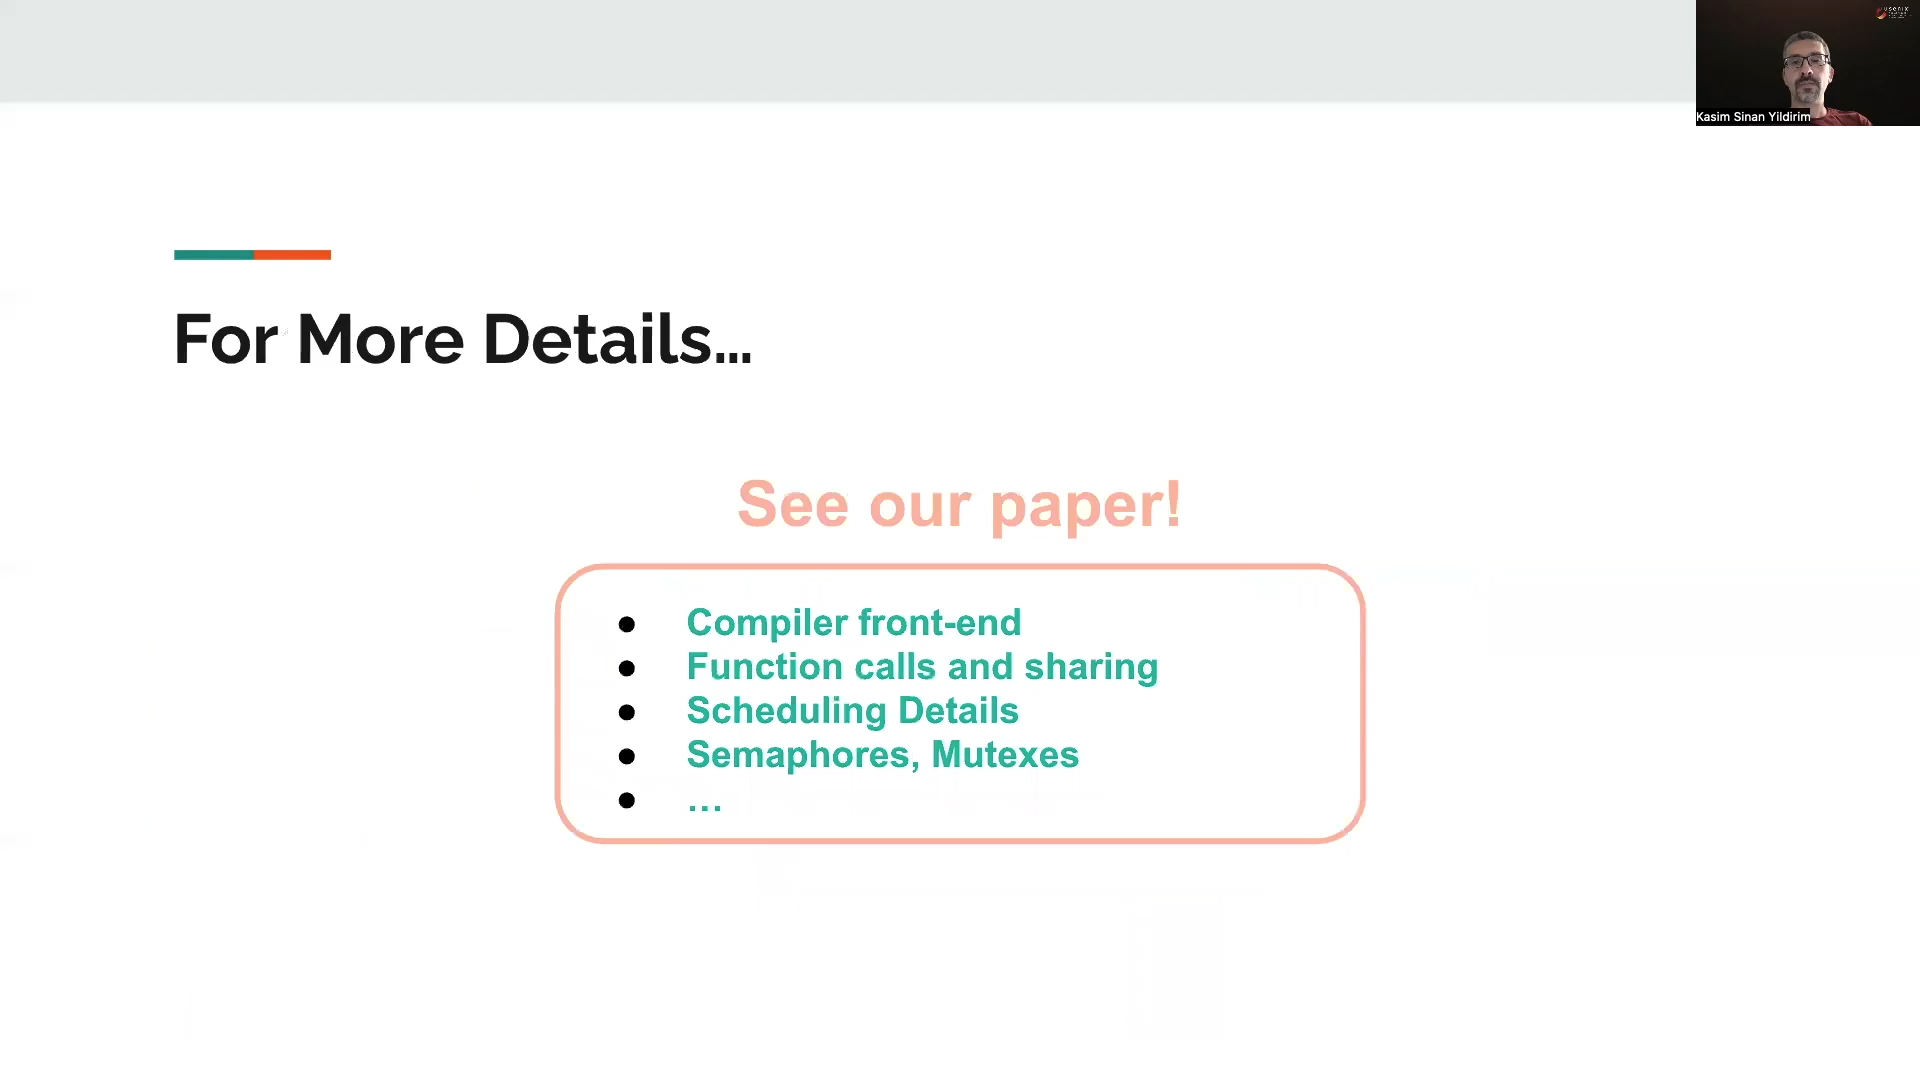 usenix
Kasim Sinan Yildirim
For More Details...
See our paper!
● Compiler front-end
● Function calls and sharing
● Scheduling Details
● Semaphores, Mutexes
● ...